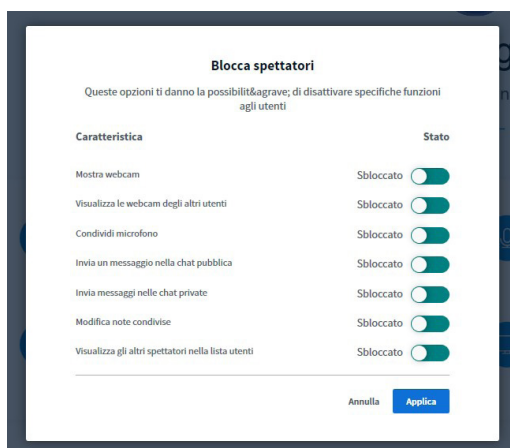 Blocca spettatori
Queste opzioni ti danno la possibilit&agrave; di disattivare specifiche funzioni
agli utenti
Caratteristica Stato
Mostra webcam Sbloccato
Visualizza le webcam degli altri utenti Sbloccato
Condividi microfono Sbloccato
Invia un messaggio nella chat pubblica Sbloccato
Invia messaggi nelle chat private Sbloccato
Modifica note condivise Sbloccato
Visualizza gli altri spettatori nella lista utenti Sbloccato
Annulla Applica